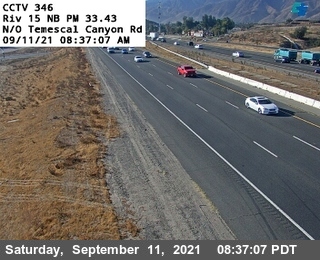 CCTV 346
Riv 15 NB PM 33.43
N/O Temescal Canyon Rd
09/11/21 08:37:07 AM
Saturday, September 11, 2021 08:37:07 PDT